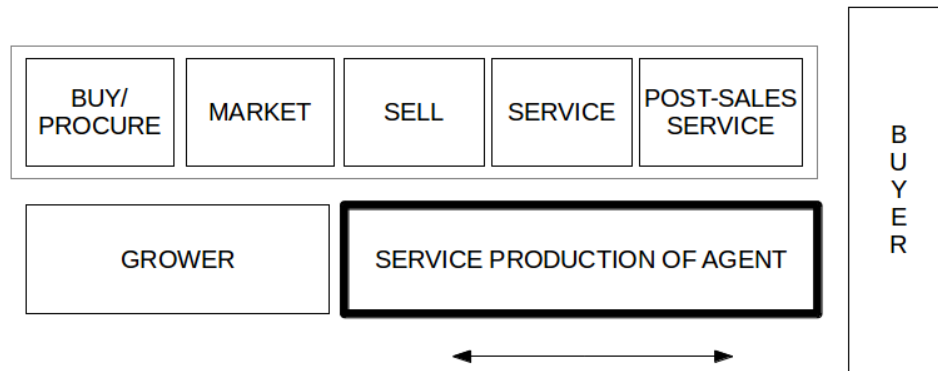 BUY/
PROCURE
MARKET
SELL
SERVICE
POST-SALES
SERVICE
GROWER
SERVICE PRODUCTION OF AGENT
B
U
Y
E
R